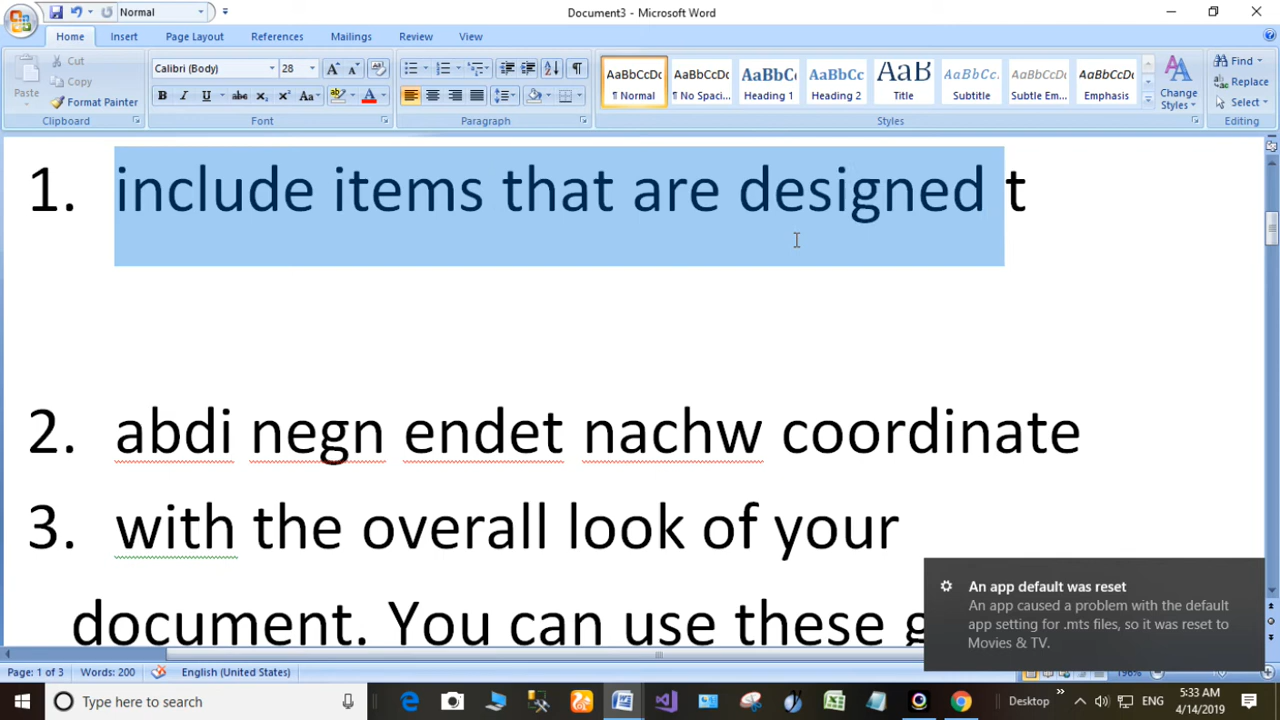 Normal
Document3 - Microsoft Word
Home Insert Page Layout References Mailings Review View
Paste
Cut
Copy
Format Painter
Clipboard
Calibri (Body) 28
Font
Paragraph
AaBbCcDc AaBbCcDc AaBbC AaBbCc AaB AaBbCc. AaBbCcDc AaBbCcDc
¶ Normal ¶ No Spaci... Heading 1 Heading 2 Title Subtitle Subtle Em... Emphasis
Change Styles
Styles
Find
Replace
Select
Editing
1. include items that are designed t
2. abdi negn endet nachw coordinate
3. with the overall look of your
document. You can use these g
An app default was reset
An app caused a problem with the default
app setting for .mts files, so it was reset to
Movies & TV.
Page: 1 of 3 Words: 200 English (United States) 196%
Type here to search
Desktop
ENG
5:33 AM
4/14/2019